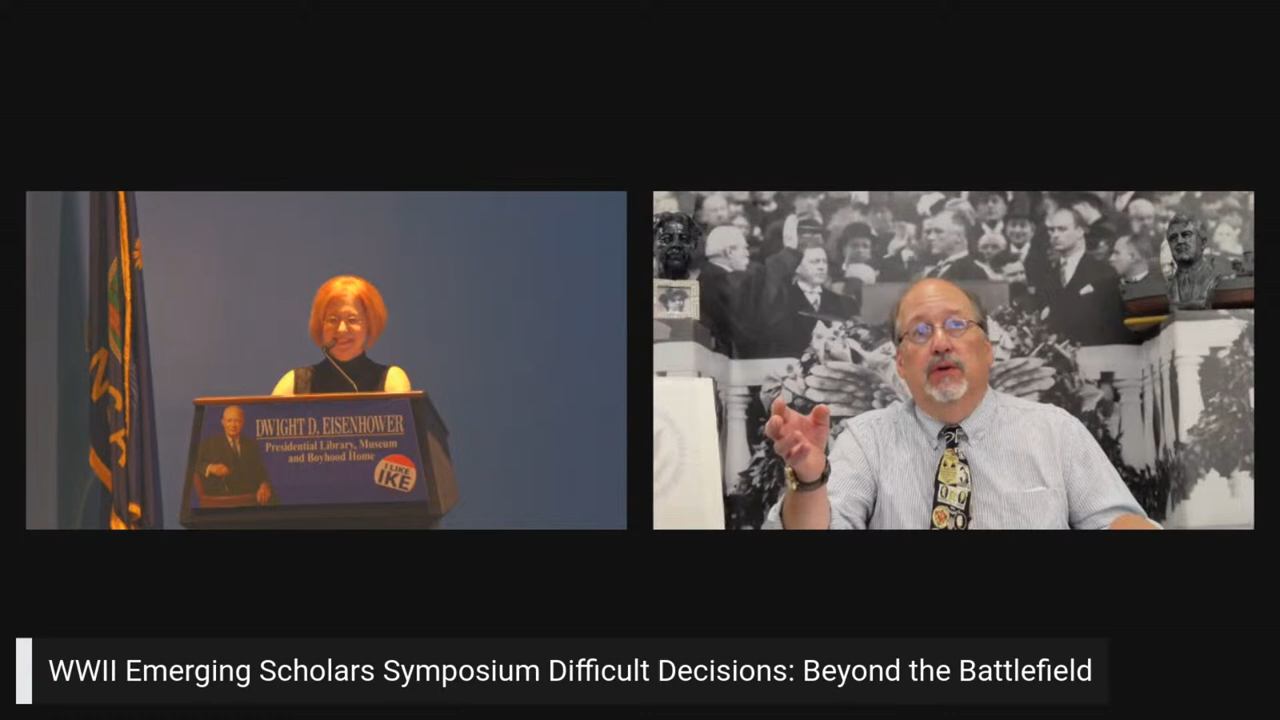 DWIGHT D. EISENHOWER
Presidential Library, Museum
and Boyhood Home
I LIKE
IKE
WWII Emerging Scholars Symposium Difficult Decisions: Beyond the Battlefield